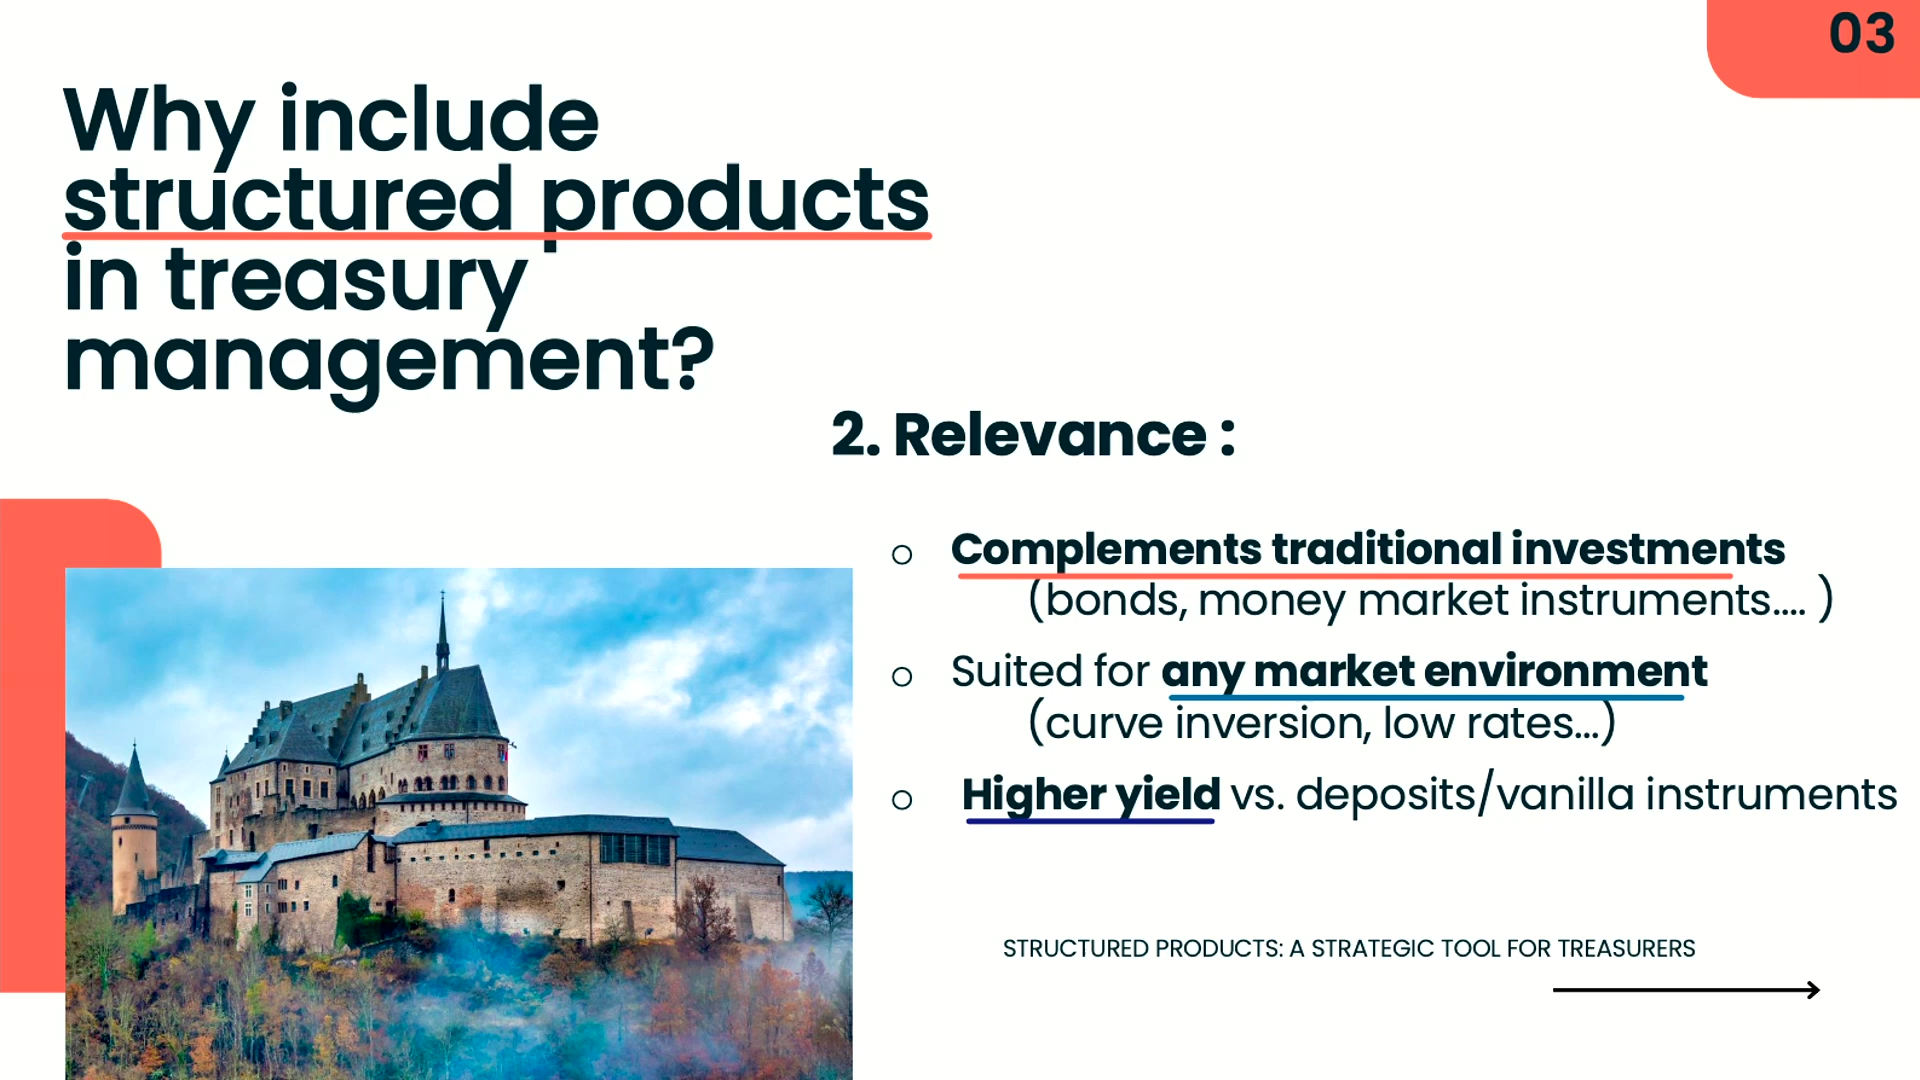 03
Why include
structured products
in treasury
management?
2. Relevance :
Complements traditional investments
(bonds, money market instruments.... )
Suited for any market environment
(curve inversion, low rates...)
Higher yield vs. deposits/vanilla instruments
STRUCTURED PRODUCTS: A STRATEGIC TOOL FOR TREASURERS